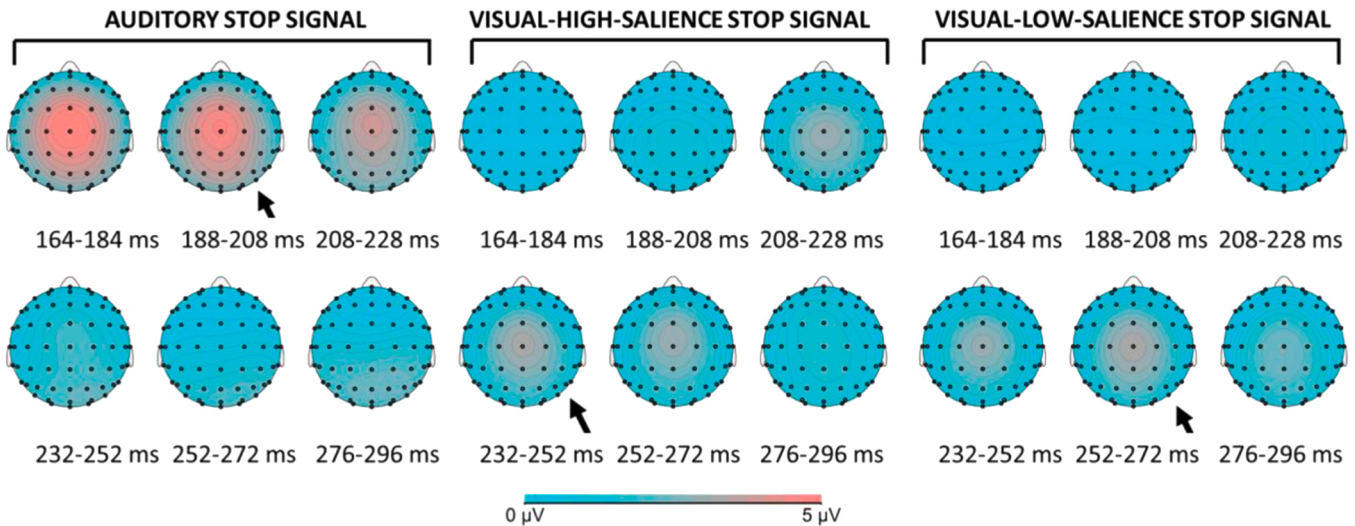 AUDITORY STOP SIGNAL VISUAL-HIGH-SALIENCE STOP SIGNAL VISUAL-LOW-SALIENCE STOP SIGNAL
164-184 ms 188-208 ms 208-228 ms 164-184 ms 188-208 ms 208-228 ms 164-184 ms 188-208 ms 208-228 ms
232-252 ms 252-272 ms 276-296 ms 232-252 ms 252-272 ms 276-296 ms 232-252 ms 252-272 ms 276-296 ms
0 μV 5 μV